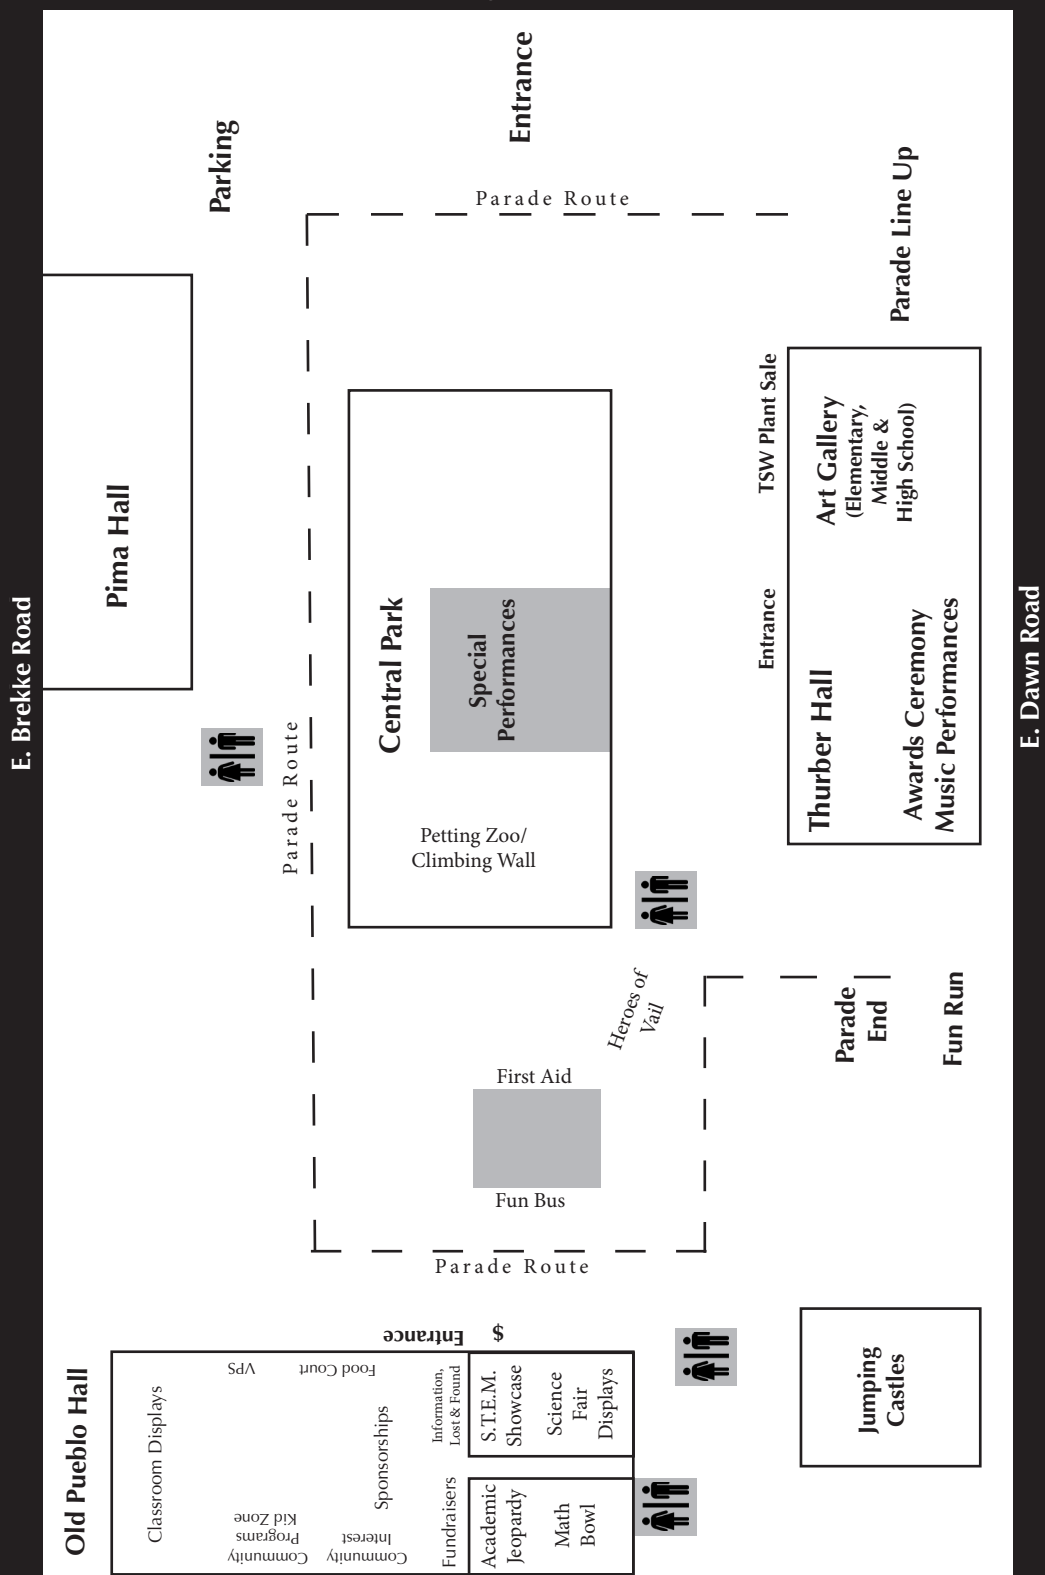 E. Brekke Road
Old Pueblo Hall
Classroom Displays
Community
Programs
Kid Zone
VPS
Community
Interest
Sponsorships
Food Court
Fundraisers
Information,
Lost & Found
Entrance
$
Academic
Jeopardy
Math
Bowl
S.T.E.M.
Showcase
Science
Fair
Displays
Pima Hall
Parking
Entrance
Parade Route
Parade Route
Parade Route
Central Park
Special
Performances
Petting Zoo/
Climbing Wall
First Aid
Fun Bus
Heroes of
Vail
Parade
End
Fun Run
Jumping
Castles
Entrance
TSW Plant Sale
Thurber Hall
Awards Ceremony
Music Performances
Art Gallery
(Elementary,
Middle &
High School)
Parade Line Up
E. Dawn Road